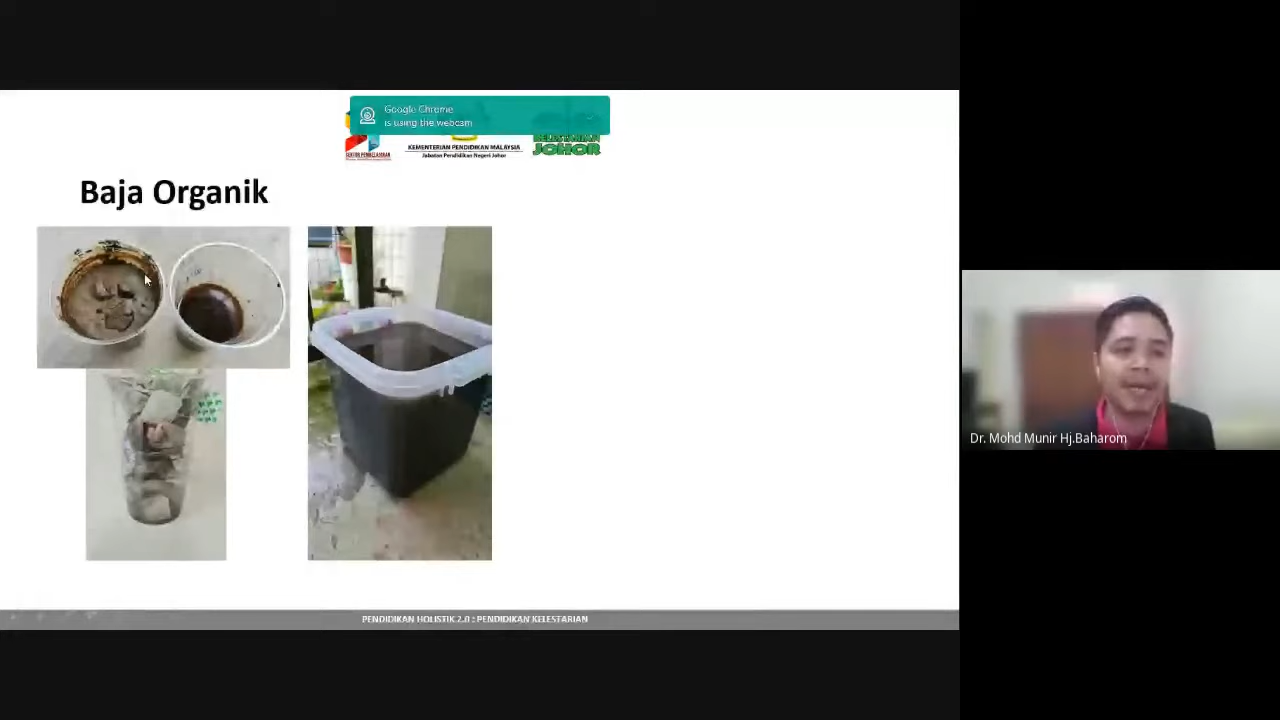 Google Chrome
is using the webcam
KEMENTERIAN PENDIDIKAN MALAYSIA
Jabatan Pendidikan Negeri Johor
JOHOR
Baja Organik
Dr. Mohd Munir Hj.Baharom
PENDIDIKAN HOLISTIK 2.0 : PENDIDIKAN KELESTARIAN